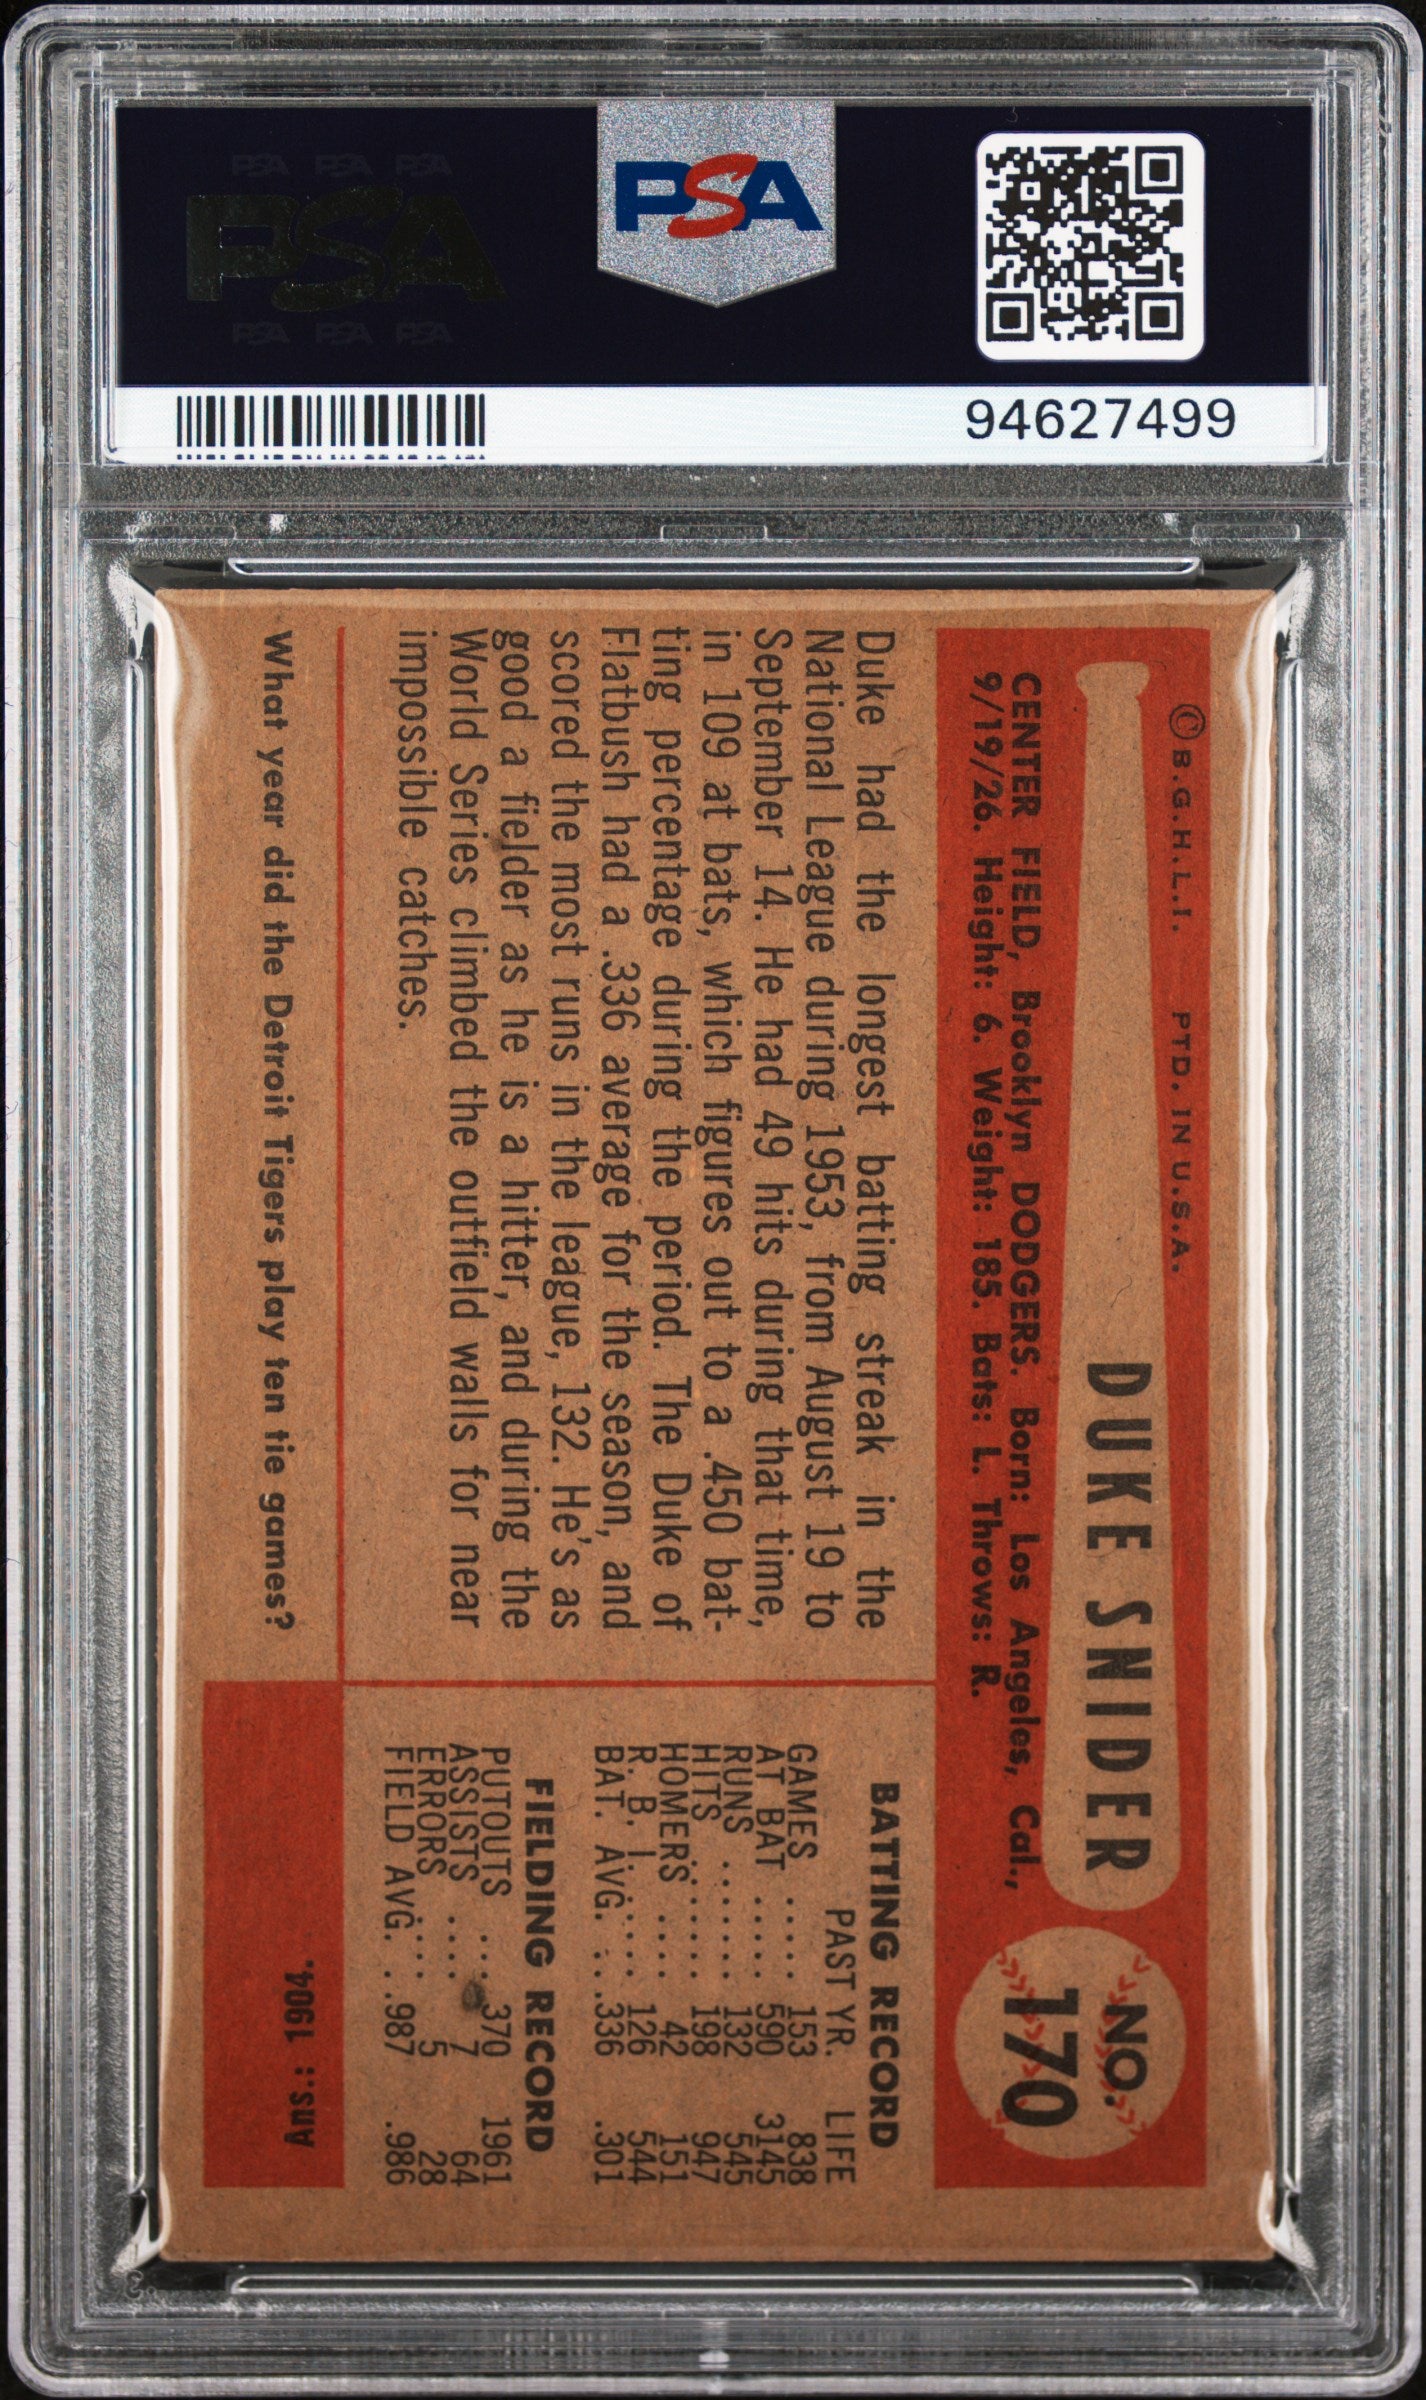 PSA PSA PSA
PSA
PSA PSA PSA
PSA
94627499
© B.G.H.L.I. PTD. IN U.S.A.
DUKE SNIDER
NO.
170
CENTER FIELD, Brooklyn DODGERS. Born: Los Angeles, Cal.,
9/19/26. Height: 6. Weight: 185. Bats: L. Throws: R.
Duke had the longest batting streak in the
National League during 1953, from August 19 to
September 14. He had 49 hits during that time,
in 109 at bats, which figures out to a .450 bat-
ting percentage during the period. The Duke of
Flatbush had a .336 average for the season, and
scored the most runs in the league, 132. He's as
good a fielder as he is a hitter, and during the
World Series climbed the outfield walls for near
impossible catches.
BATTING RECORD
PAST YR. LIFE
GAMES ..... 153 838
AT BAT ..... 590 3145
RUNS ...... 132 545
HITS ...... 198 947
HOMERS .... 42 151
R. B. I. .... 126 544
BAT. AVG. .. .336 .301
FIELDING RECORD
PUTOUTS ... 370 1961
ASSISTS .... 7 64
ERRORS .... 5 28
FIELD AVG. . .987 .986
What year did the Detroit Tigers play ten tie games?
Ans.: 1904.